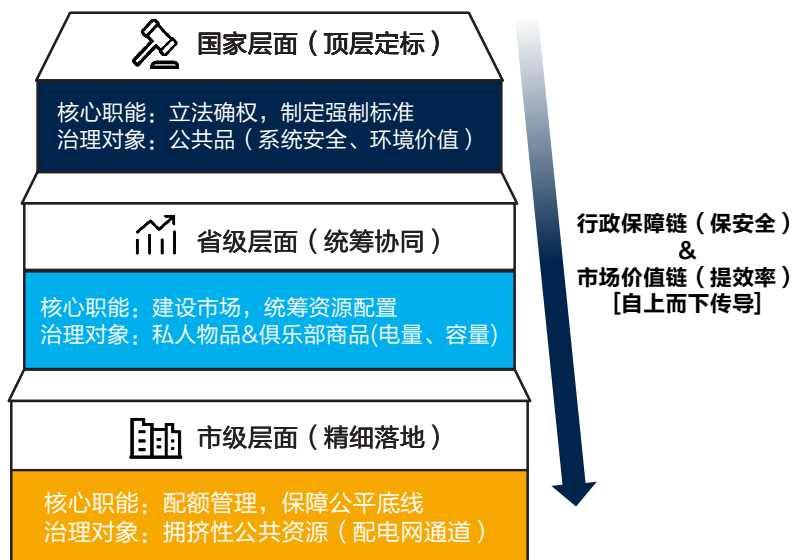 国家层面（顶层定标）
核心职能：立法确权，制定强制标准
治理对象：公共品（系统安全、环境价值）
省级层面（统筹协同）
核心职能：建设市场，统筹资源配置
治理对象：私人物品&俱乐部商品(电量、容量)
市级层面（精细落地）
核心职能：配额管理，保障公平底线
治理对象：拥挤性公共资源（配电网通道）
行政保障链（保安全）
&
市场价值链（提效率）
[自上而下传导]